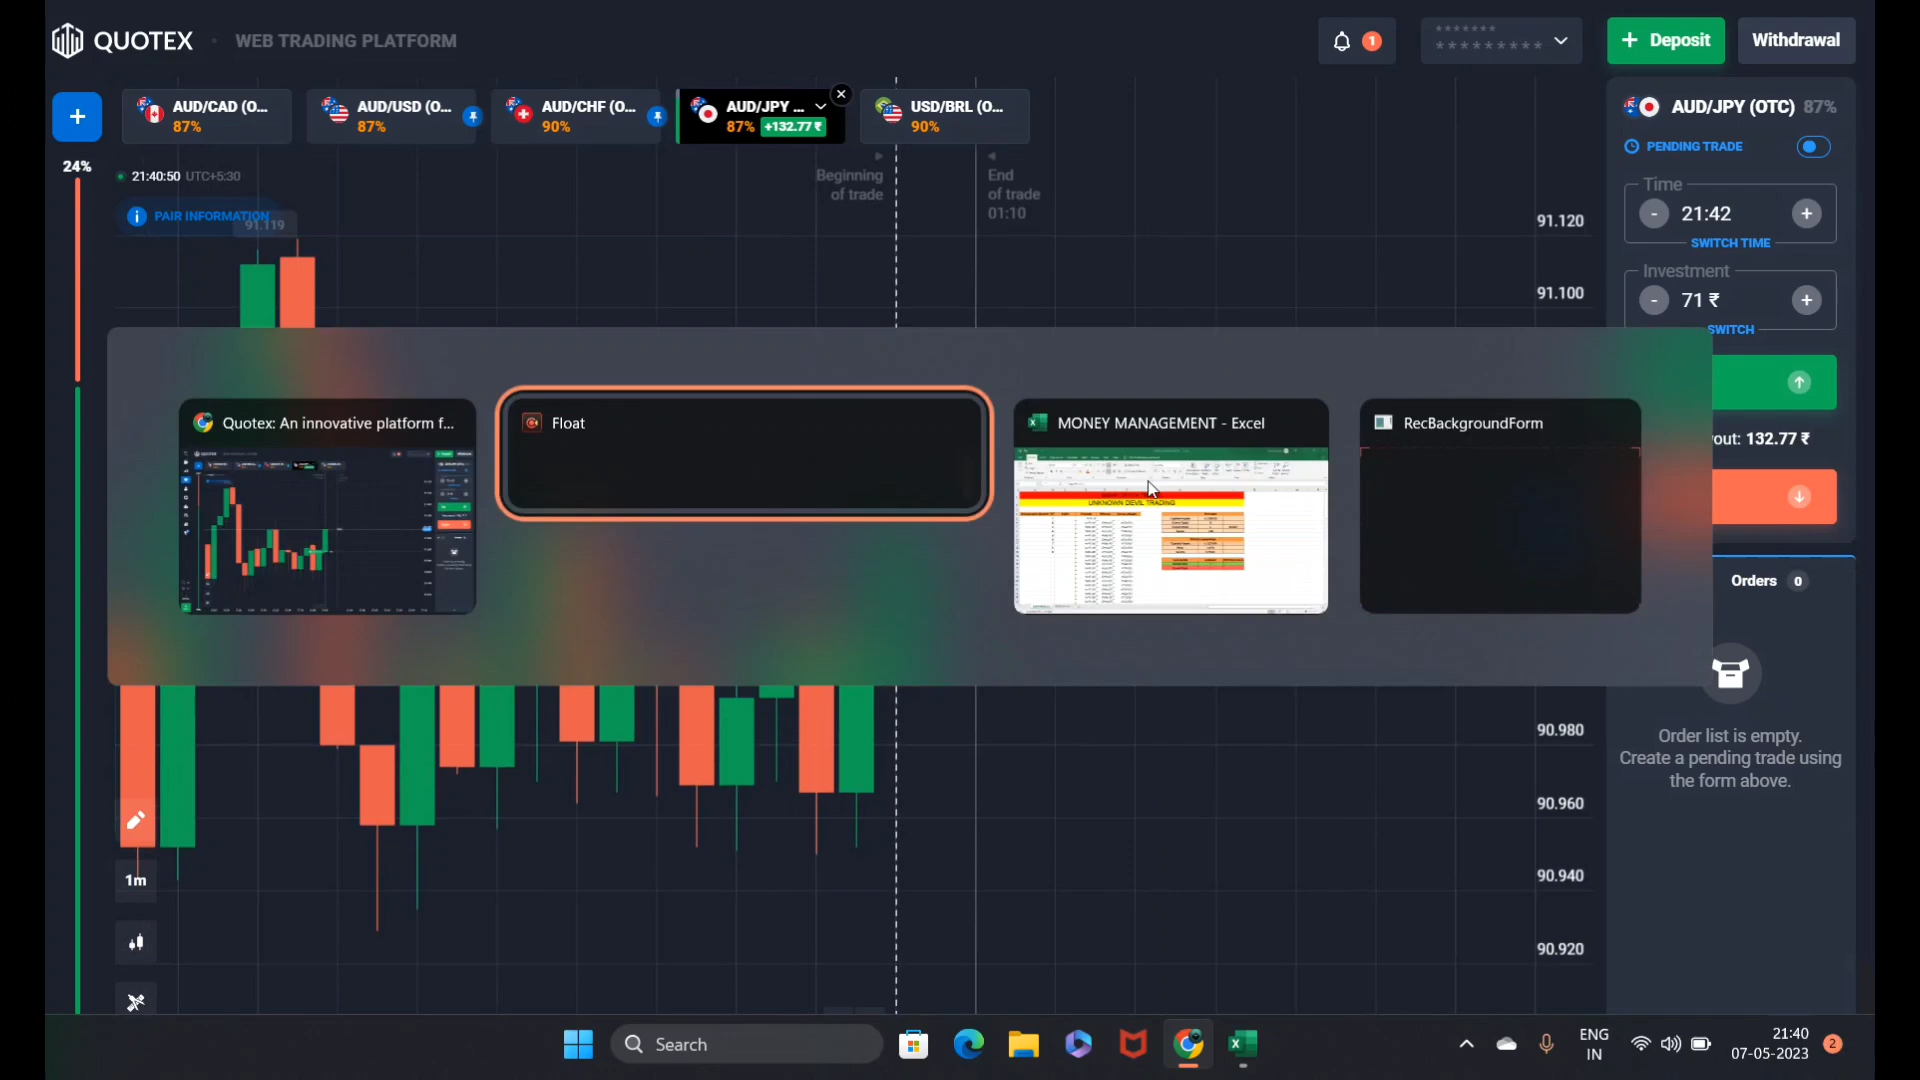 QUOTEX
WEB TRADING PLATFORM
1
*******
*********
+ Deposit
Withdrawal
+
AUD/CAD (O...
87%
AUD/USD (O...
87%
AUD/CHF (O...
90%
AUD/JPY ...
87% +132.77 ₹
USD/BRL (O...
90%
AUD/JPY (OTC) 87%
PENDING TRADE
24%
21:40:50 UTC+5:30
PAIR INFORMATION
91.119
Beginning
of trade
End
of trade
01:10
91.120
91.100
90.980
90.960
90.940
90.920
Time
- 21:42 +
SWITCH TIME
Investment
- 71 ₹ +
SWITCH
out: 132.77 ₹
Quotex: An innovative platform f...
Float
MONEY MANAGEMENT - Excel
UNKNOWN DEVIL TRADING
RecBackgroundForm
Orders 0
Order list is empty.
Create a pending trade using
the form above.
1m
Search
ENG
IN
21:40
07-05-2023
2